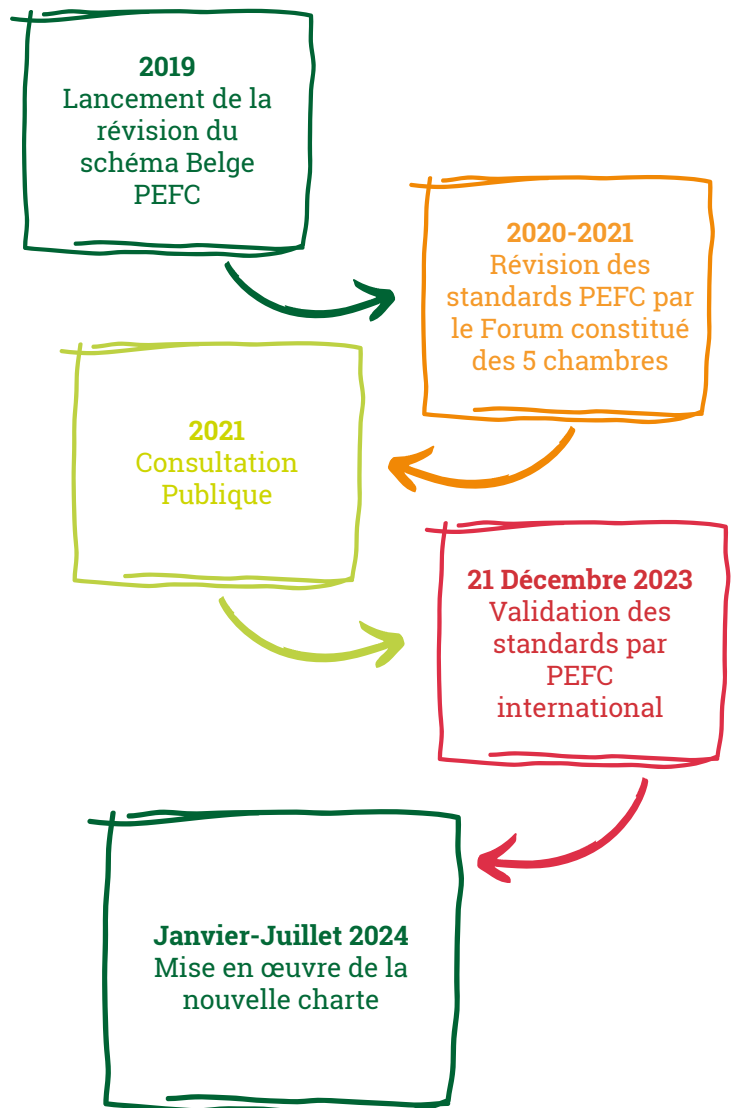 2019
Lancement de la
révision du
schéma Belge
PEFC
2020-2021
Révision des
standards PEFC par
le Forum constitué
des 5 chambres
2021
Consultation
Publique
21 Décembre 2023
Validation des
standards par
PEFC
international
Janvier-Juillet 2024
Mise en œuvre de la
nouvelle charte